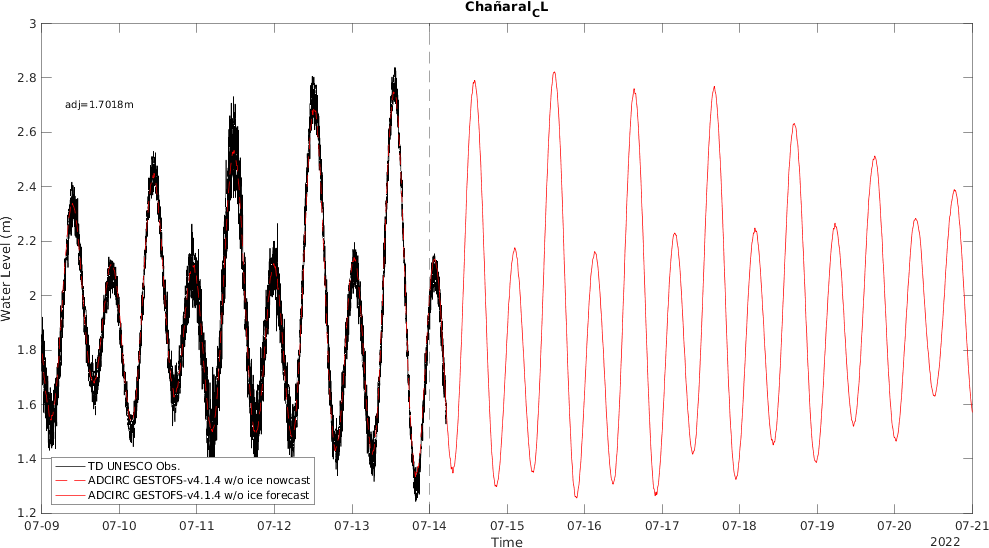 Chañaral_CL
3
2.8
adj=1.7018m
2.6
2.4
2.2
Water Level (m)
2
1.8
1.6
1.4
TD UNESCO Obs.
ADCIRC GESTOFS-v4.1.4 w/o ice nowcast
ADCIRC GESTOFS-v4.1.4 w/o ice forecast
1.2
07-09 07-10 07-11 07-12 07-13 07-14 07-15 07-16 07-17 07-18 07-19 07-20 07-21
Time
2022